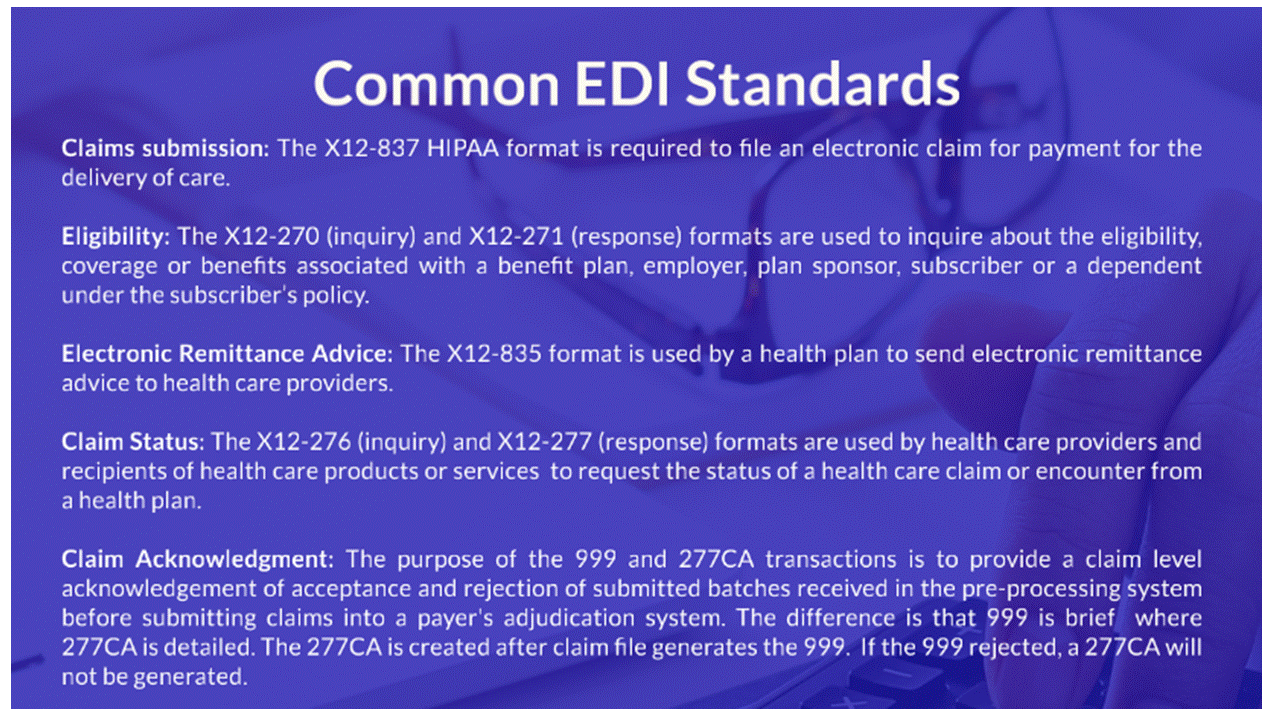 Common EDI Standards
Claims submission: The X12-837 HIPAA format is required to file an electronic claim for payment for the
delivery of care.
Eligibility: The X12-270 (inquiry) and X12-271 (response) formats are used to inquire about the eligibility,
coverage or benefits associated with a benefit plan, employer, plan sponsor, subscriber or a dependent
under the subscriber's policy.
Electronic Remittance Advice: The X12-835 format is used by a health plan to send electronic remittance
advice to health care providers.
Claim Status: The X12-276 (inquiry) and X12-277 (response) formats are used by health care providers and
recipients of health care products or services to request the status of a health care claim or encounter from
a health plan.
Claim Acknowledgment: The purpose of the 999 and 277CA transactions is to provide a claim level
acknowledgement of acceptance and rejection of submitted batches received in the pre-processing system
before submitting claims into a payer's adjudication system. The difference is that 999 is brief where
277CA is detailed. The 277CA is created after claim file generates the 999. If the 999 rejected, a 277CA will
not be generated.